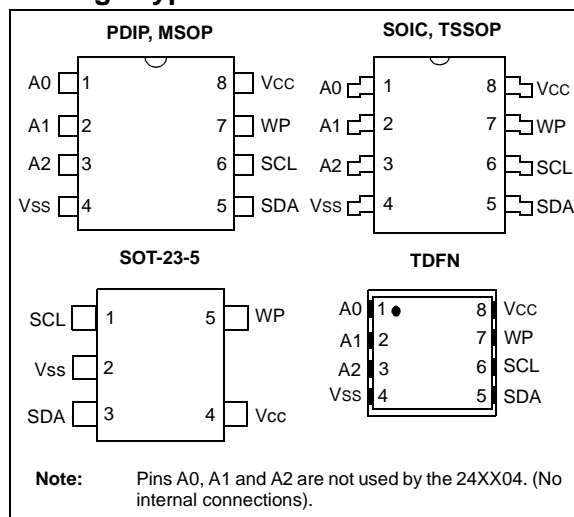 PDIP, MSOP
A0 1 8 VCC
A1 2 7 WP
A2 3 6 SCL
VSS 4 5 SDA
SOIC, TSSOP
A0 1 8 VCC
A1 2 7 WP
A2 3 6 SCL
VSS 4 5 SDA
SOT-23-5
SCL 1 5 WP
Vss 2
SDA 3 4 Vcc
TDFN
A0 1 8 VCC
A1 2 7 WP
A2 3 6 SCL
VSS 4 5 SDA
Note: Pins A0, A1 and A2 are not used by the 24XX04. (No
internal connections).